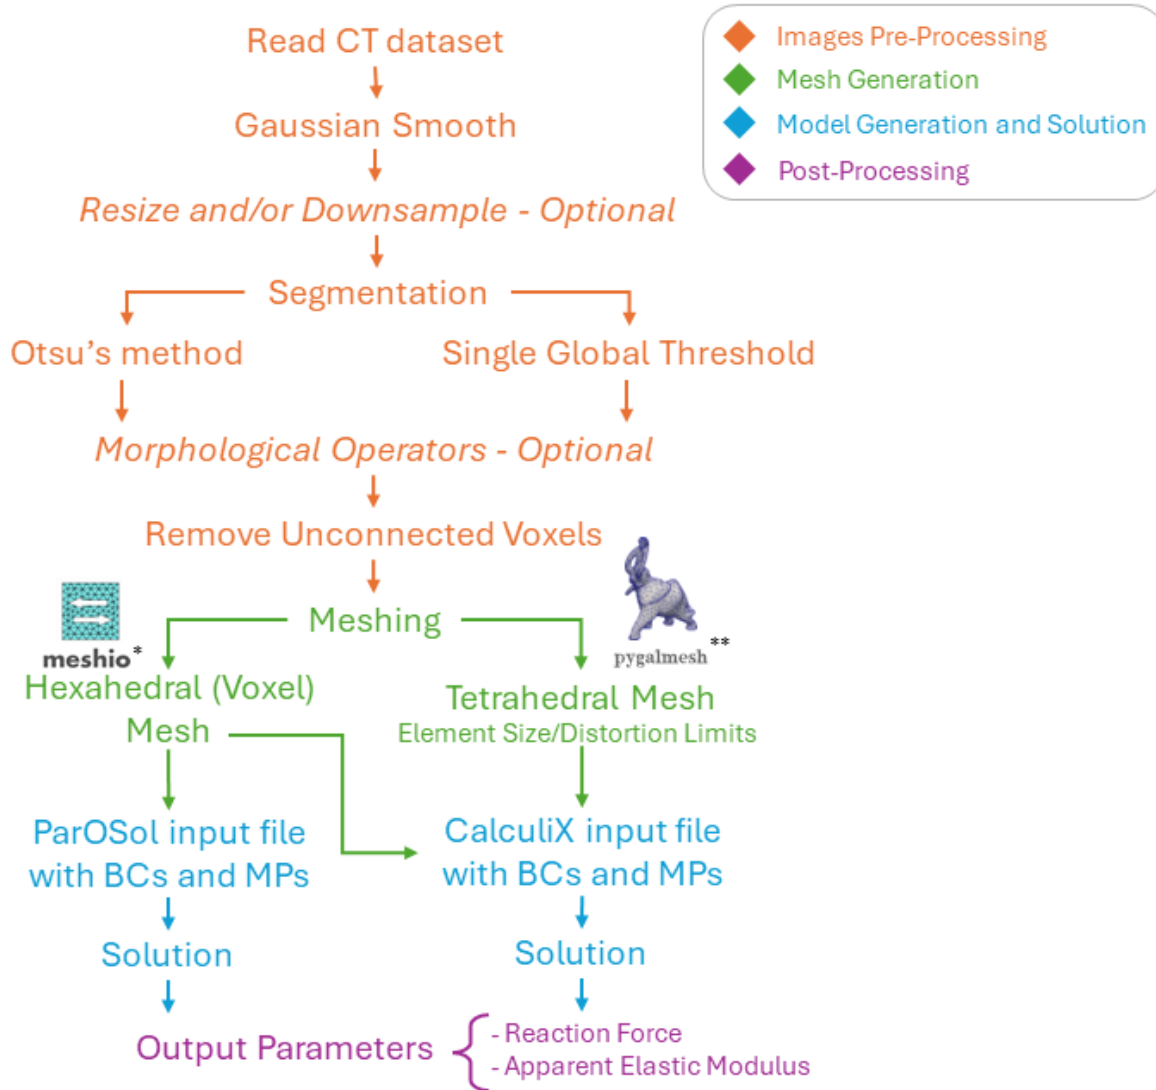 Read CT dataset
Images Pre-Processing
Mesh Generation
Model Generation and Solution
Post-Processing
Gaussian Smooth
Resize and/or Downsample - Optional
Segmentation
Otsu's method
Single Global Threshold
Morphological Operators - Optional
Remove Unconnected Voxels
Meshing
meshio*
pygalmesh**
Hexahedral (Voxel)
Mesh
Tetrahedral Mesh
Element Size/Distortion Limits
ParOSol input file
with BCs and MPs
CalculiX input file
with BCs and MPs
Solution
Solution
Output Parameters
- Reaction Force
- Apparent Elastic Modulus